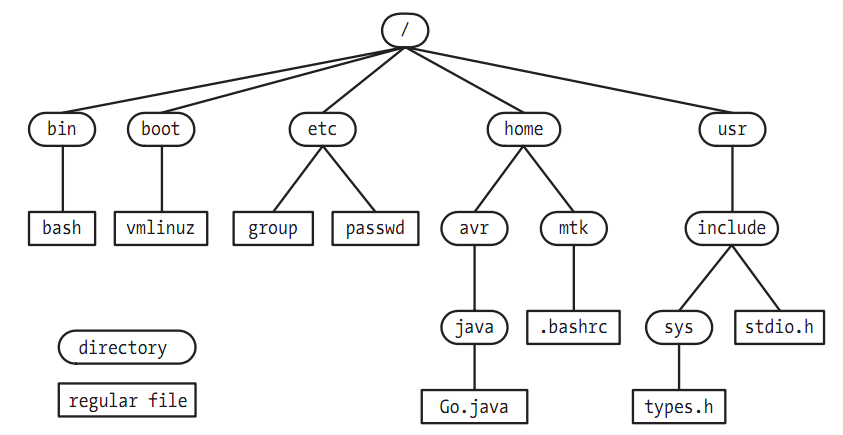 /
bin boot etc home usr
bash vmlinuz group passwd avr mtk include
java .bashrc sys stdio.h
directory
regular file Go.java types.h